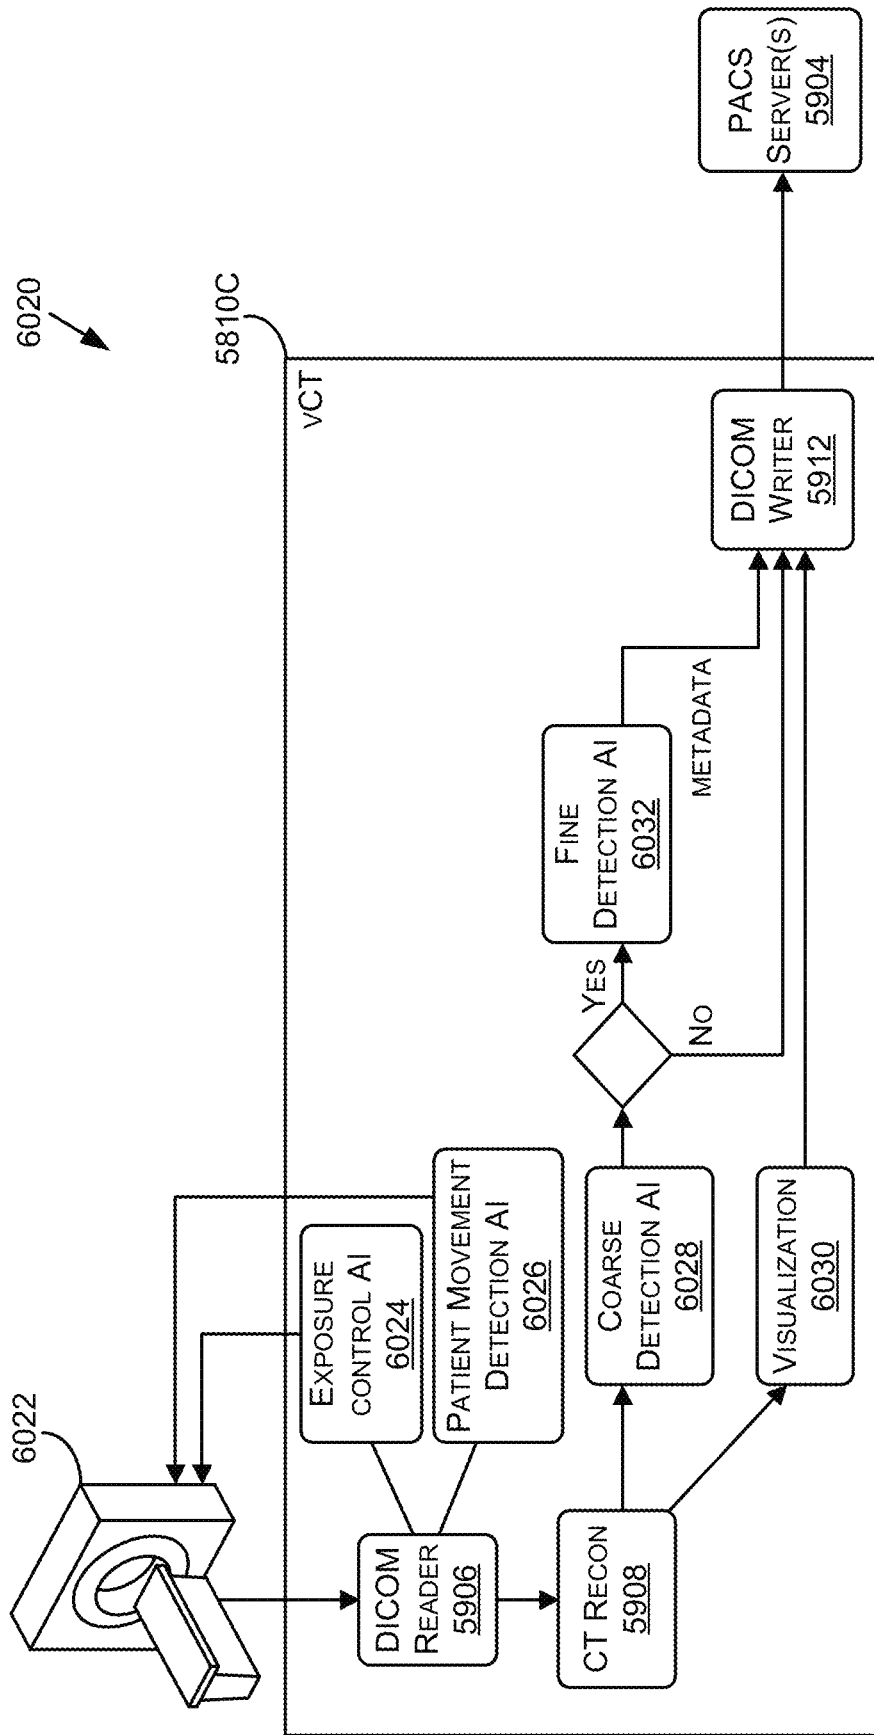 6020
6022
5810C
vCT
EXPOSURE
CONTROL AI
6024
PATIENT MOVEMENT
DETECTION AI
6026
DICOM
READER
5906
CT RECON
5908
COARSE
DETECTION AI
6028
VISUALIZATION
6030
YES
NO
FINE
DETECTION AI
6032
METADATA
DICOM
WRITER
5912
PACS
SERVER(S)
5904